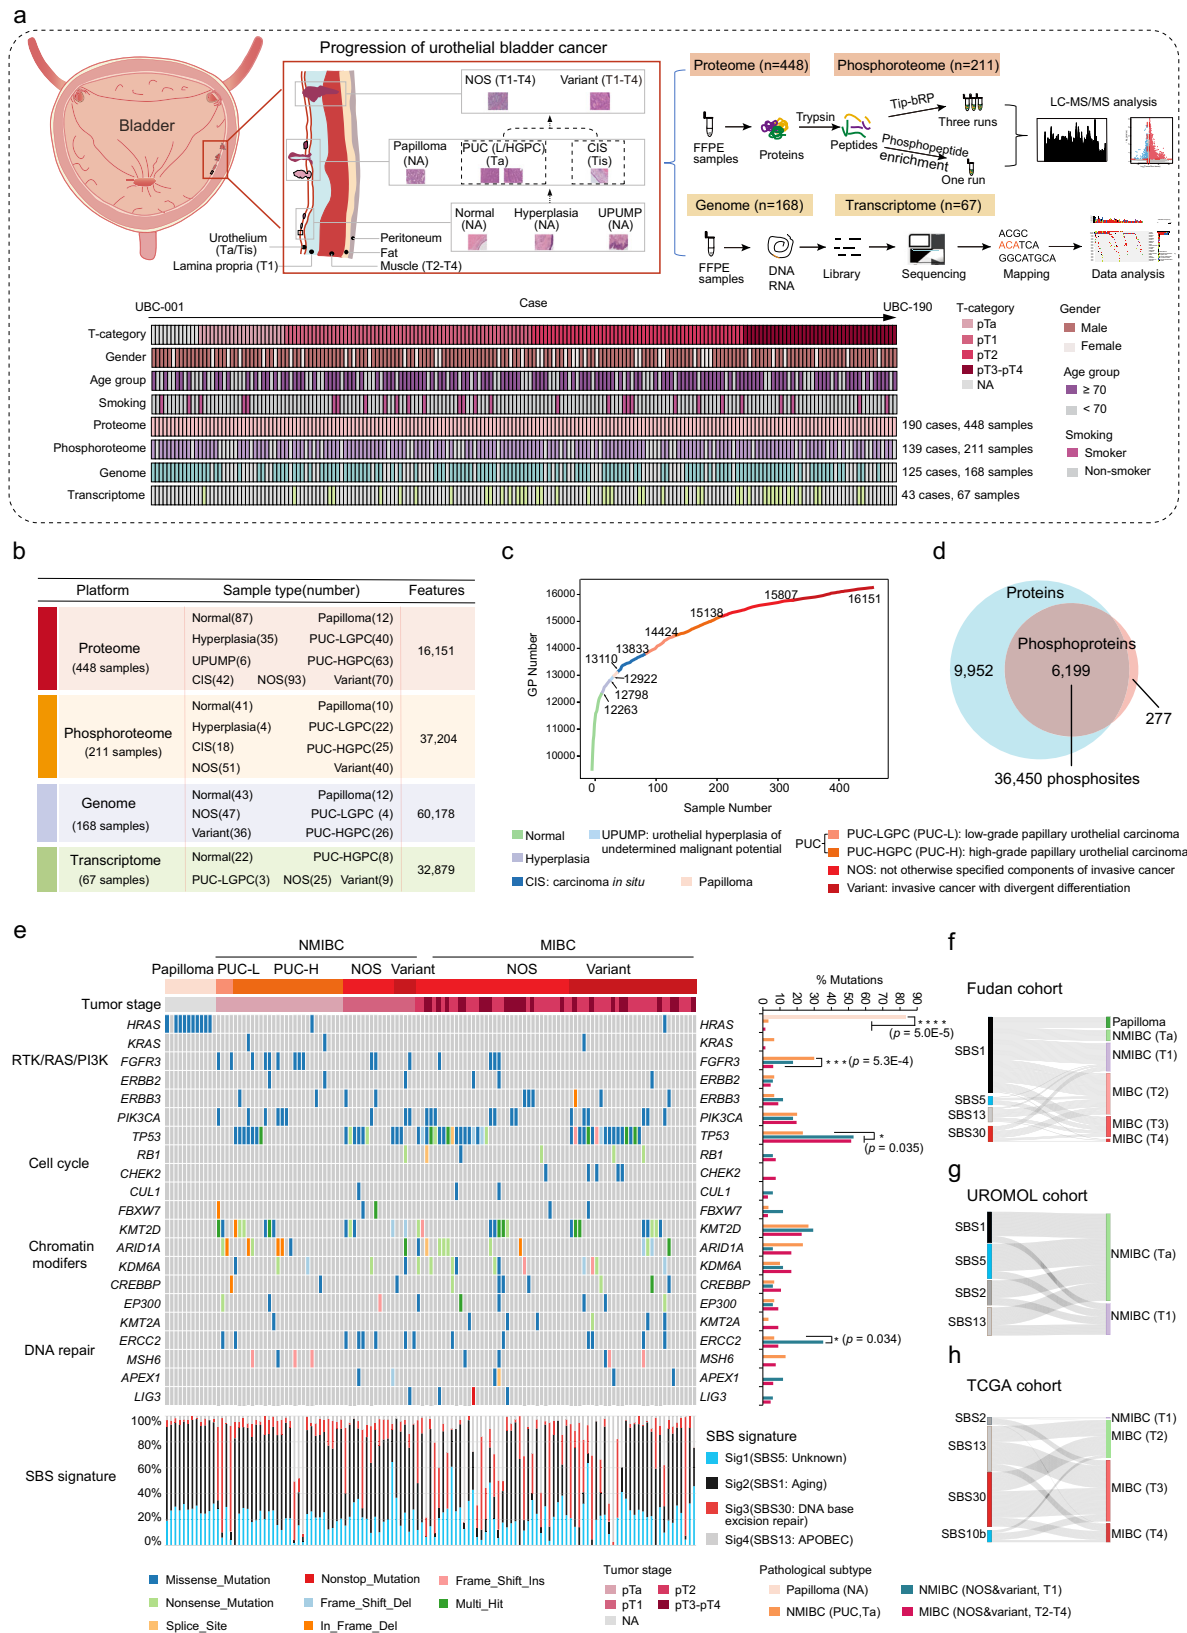 a
Progression of urothelial bladder cancer
Bladder
NOS (T1-T4)
Variant (T1-T4)
Papilloma
(NA)
PUC (L/HGPC)
(Ta)
CIS
(Tis)
Normal
(NA)
Hyperplasia
(NA)
UPUMP
(NA)
Urothelium
(Ta/Tis)
Lamina propria (T1)
Peritoneum
Fat
Muscle (T2-T4)
Proteome (n=448)
Phosphoroteome (n=211)
FFPE
samples
Proteins
Trypsin
Peptides
Tip-bRP
Three runs
Phosphopeptide
enrichment
One run
LC-MS/MS analysis
Genome (n=168)
Transcriptome (n=67)
FFPE
samples
DNA
RNA
Library
Sequencing
ACGC
ACATCA
GGCATGCA
Mapping
Data analysis
UBC-001
Case
UBC-190
T-category
Gender
Age group
Smoking
Proteome
190 cases, 448 samples
Phosphoroteome
139 cases, 211 samples
Genome
125 cases, 168 samples
Transcriptome
43 cases, 67 samples
T-category
pTa
pT1
pT2
pT3-pT4
NA
Gender
Male
Female
Age group
≥ 70
< 70
Smoking
Smoker
Non-smoker
b
Platform Sample type(number) Features
Proteome
(448 samples)
Normal(87) Papilloma(12)
Hyperplasia(35) PUC-LGPC(40)
UPUMP(6) PUC-HGPC(63)
CIS(42) NOS(93) Variant(70)
16,151
Phosphoroteome
(211 samples)
Normal(41) Papilloma(10)
Hyperplasia(4) PUC-LGPC(22)
CIS(18) PUC-HGPC(25)
NOS(51) Variant(40)
37,204
Genome
(168 samples)
Normal(43) Papilloma(12)
NOS(47) PUC-LGPC (4)
Variant(36) PUC-HGPC(26)
60,178
Transcriptome
(67 samples)
Normal(22) PUC-HGPC(8)
PUC-LGPC(3) NOS(25) Variant(9)
32,879
c
GP Number
16000
15000
14000
13000
12000
11000
10000
0 100 200 300 400
Sample Number
12263
12798
12922
13110
13833
14424
15138
15807
16151
Normal
Hyperplasia
CIS: carcinoma in situ
UPUMP: urothelial hyperplasia of
undetermined malignant potential
Papilloma
PUC
PUC-LGPC (PUC-L): low-grade papillary urothelial carcinoma
PUC-HGPC (PUC-H): high-grade papillary urothelial carcinoma
NOS: not otherwise specified components of invasive cancer
Variant: invasive cancer with divergent differentiation
d
Proteins
Phosphoproteins
9,952
6,199
277
36,450 phosphosites
e
NMIBC MIBC
Papilloma PUC-L PUC-H NOS Variant NOS Variant
Tumor stage
RTK/RAS/PI3K
Cell cycle
Chromatin
modifers
DNA repair
HRAS
KRAS
FGFR3
ERBB2
ERBB3
PIK3CA
TP53
RB1
CHEK2
CUL1
FBXW7
KMT2D
ARID1A
KDM6A
CREBBP
EP300
KMT2A
ERCC2
MSH6
APEX1
LIG3
% Mutations
0 10 20 30 40 50 60 70 80 90
HRAS
KRAS
FGFR3
ERBB2
ERBB3
PIK3CA
TP53
RB1
CHEK2
CUL1
FBXW7
KMT2D
ARID1A
KDM6A
CREBBP
EP300
KMT2A
ERCC2
MSH6
APEX1
LIG3
****
(p = 5.0E-5)
*** (p = 5.3E-4)
*
(p = 0.035)
* (p = 0.034)
SBS signature
100%
80%
60%
40%
20%
0%
SBS signature
Sig1(SBS5: Unknown)
Sig2(SBS1: Aging)
Sig3(SBS30: DNA base
excision repair)
Sig4(SBS13: APOBEC)
Missense_Mutation
Nonsense_Mutation
Splice_Site
Nonstop_Mutation
Frame_Shift_Del
In_Frame_Del
Frame_Shift_Ins
Multi_Hit
Tumor stage
pTa
pT1
NA
pT2
pT3-pT4
Pathological subtype
Papilloma (NA)
NMIBC (PUC,Ta)
NMIBC (NOS&variant, T1)
MIBC (NOS&variant, T2-T4)
f
Fudan cohort
SBS1
SBS5
SBS13
SBS30
Papilloma
NMIBC (Ta)
NMIBC (T1)
MIBC (T2)
MIBC (T3)
MIBC (T4)
g
UROMOL cohort
SBS1
SBS5
SBS2
SBS13
NMIBC (Ta)
NMIBC (T1)
h
TCGA cohort
SBS2
SBS13
SBS30
SBS10b
NMIBC (T1)
MIBC (T2)
MIBC (T3)
MIBC (T4)